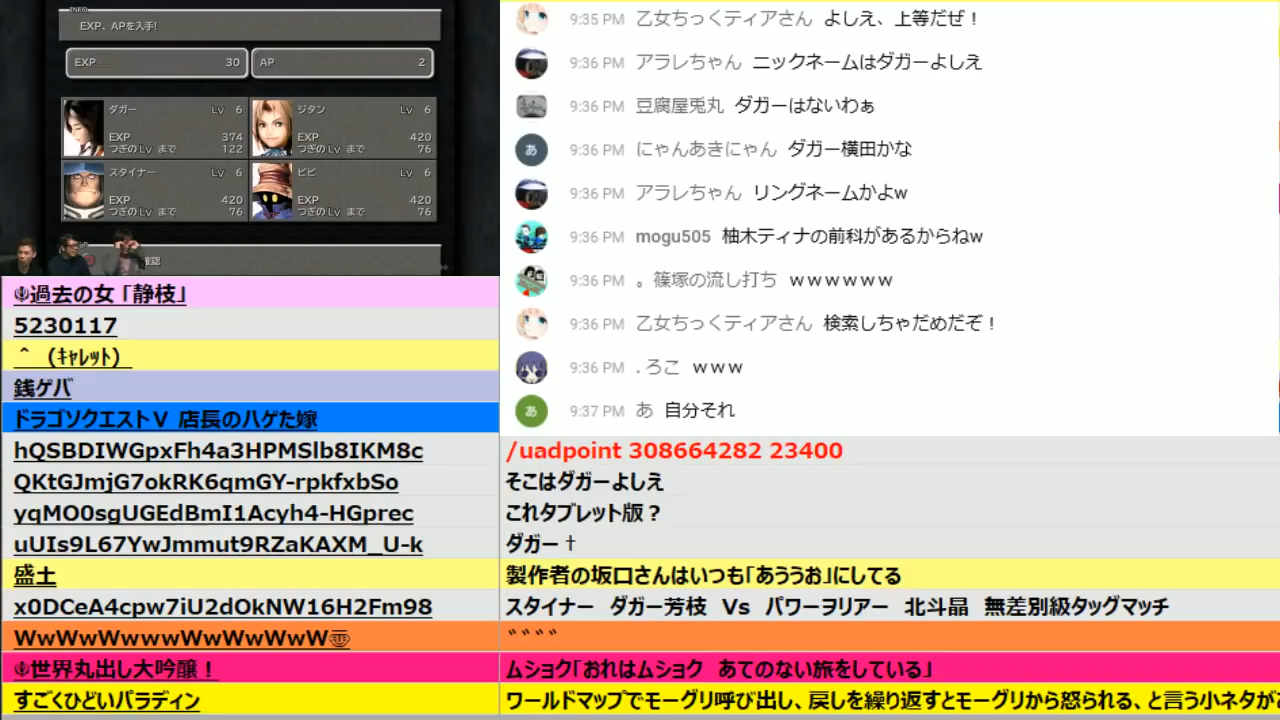 INFO
EXP、APを入手!
EXP 30 AP 2
ダガー Lv 6
EXP 374
つぎのLv まで 122
ジタン Lv 6
EXP 420
つぎのLv まで 76
スタイナー Lv 6
EXP 420
つぎのLv まで 76
ビビ Lv 6
EXP 420
つぎのLv まで 76
確認
9:35 PM 乙女ちっくティアさん よしえ、上等だぜ！
9:36 PM アラレちゃん ニックネームはダガーよしえ
9:36 PM 豆腐屋兎丸 ダガーはないわぁ
あ 9:36 PM にゃんあきにゃん ダガー横田かな
9:36 PM アラレちゃん リングネームかよw
9:36 PM mogu505 柚木ティナの前科があるからねw
9:36 PM 。篠塚の流し打ち ｗｗｗｗｗｗ
9:36 PM 乙女ちっくティアさん 検索しちゃだめだぞ！
9:36 PM . ろこ ｗｗｗ
あ 9:37 PM あ 自分それ
☬過去の女「静枝」
5230117
＾ （ｷｬﾚｯﾄ）
銭ゲバ
ドラゴソクエストＶ 店長のハゲた嫁
hQSBDIWGpxFh4a3HPMSlb8IKM8c /uadpoint 308664282 23400
QKtGJmjG7okRK6qmGY-rpkfxbSo そこはダガーよしえ
yqMO0sgUGEdBmI1Acyh4-HGprec これタブレット版？
uUIs9L67YwJmmut9RZaKAXM_U-k ダガー†
盛土 製作者の坂口さんはいつも「あううお」にしてる
x0DCeA4cpw7iU2dOkNW16H2Fm98 スタイナー　ダガー芳枝　Vs　パワーヲリアー　北斗晶　無差別級タッグマッチ
WwWwWwwwWwWwWwW〠 ゛゛゛゛
☬世界丸出し大吟醸！ ムショク「おれはムショク　あてのない旅をしている」
すごくひどいパラディン ワールドマップでモーグリ呼び出し、戻しを繰り返すとモーグリから怒られる、と言う小ネタが